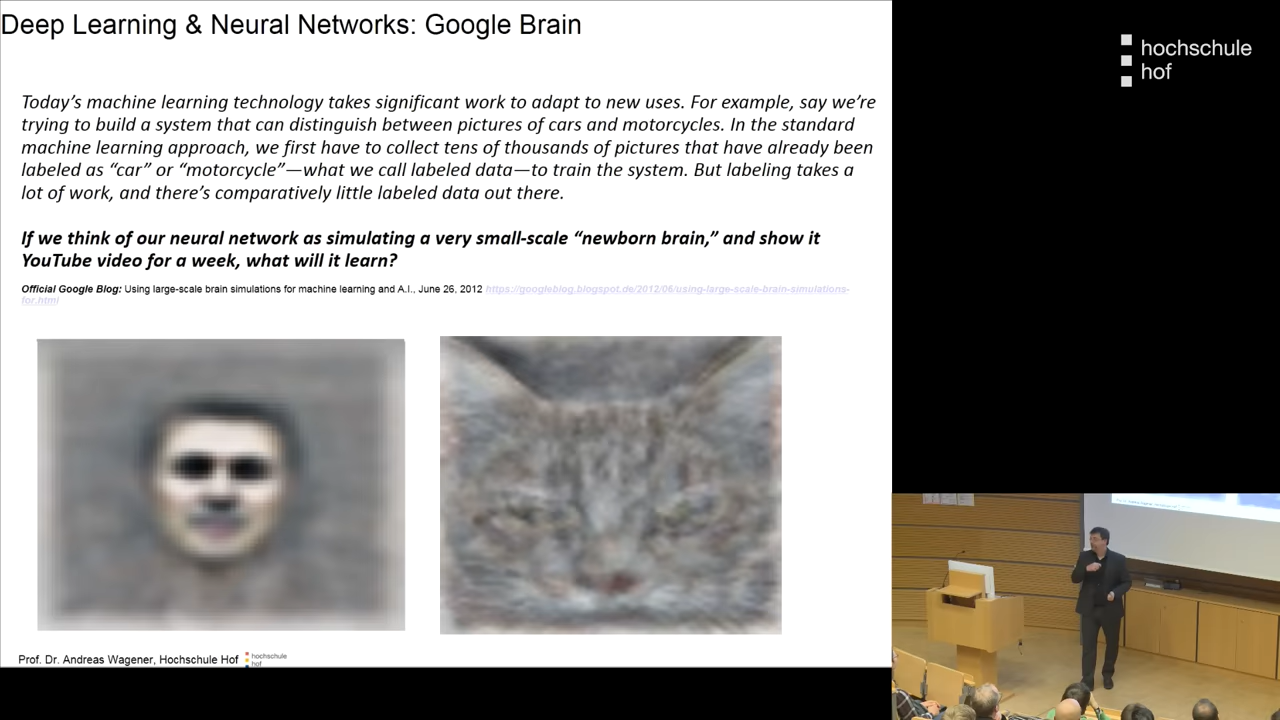 Deep Learning & Neural Networks: Google Brain
hochschule
hof
Today's machine learning technology takes significant work to adapt to new uses. For example, say we're
trying to build a system that can distinguish between pictures of cars and motorcycles. In the standard
machine learning approach, we first have to collect tens of thousands of pictures that have already been
labeled as “car” or “motorcycle”—what we call labeled data—to train the system. But labeling takes a
lot of work, and there's comparatively little labeled data out there.
If we think of our neural network as simulating a very small-scale “newborn brain,” and show it
YouTube video for a week, what will it learn?
Official Google Blog: Using large-scale brain simulations for machine learning and A.I., June 26, 2012 https://googleblog.blogspot.de/2012/06/using-large-scale-brain-simulations-
for.html
Prof. Dr. Andreas Wagener, Hochschule Hof
hochschule
hof